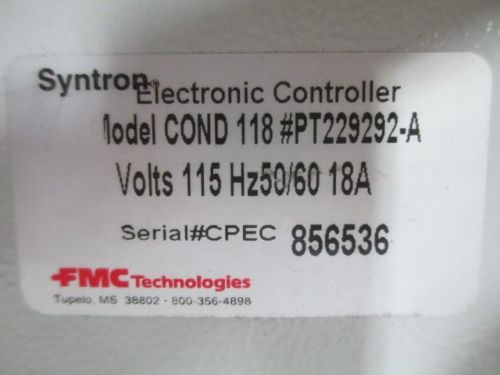 Syntron®
Electronic Controller
Model COND 118 #PT229292-A
Volts 115 Hz50/60 18A
Serial#CPEC 856536
FMC Technologies
Tupelo, MS 38802 · 800-356-4898